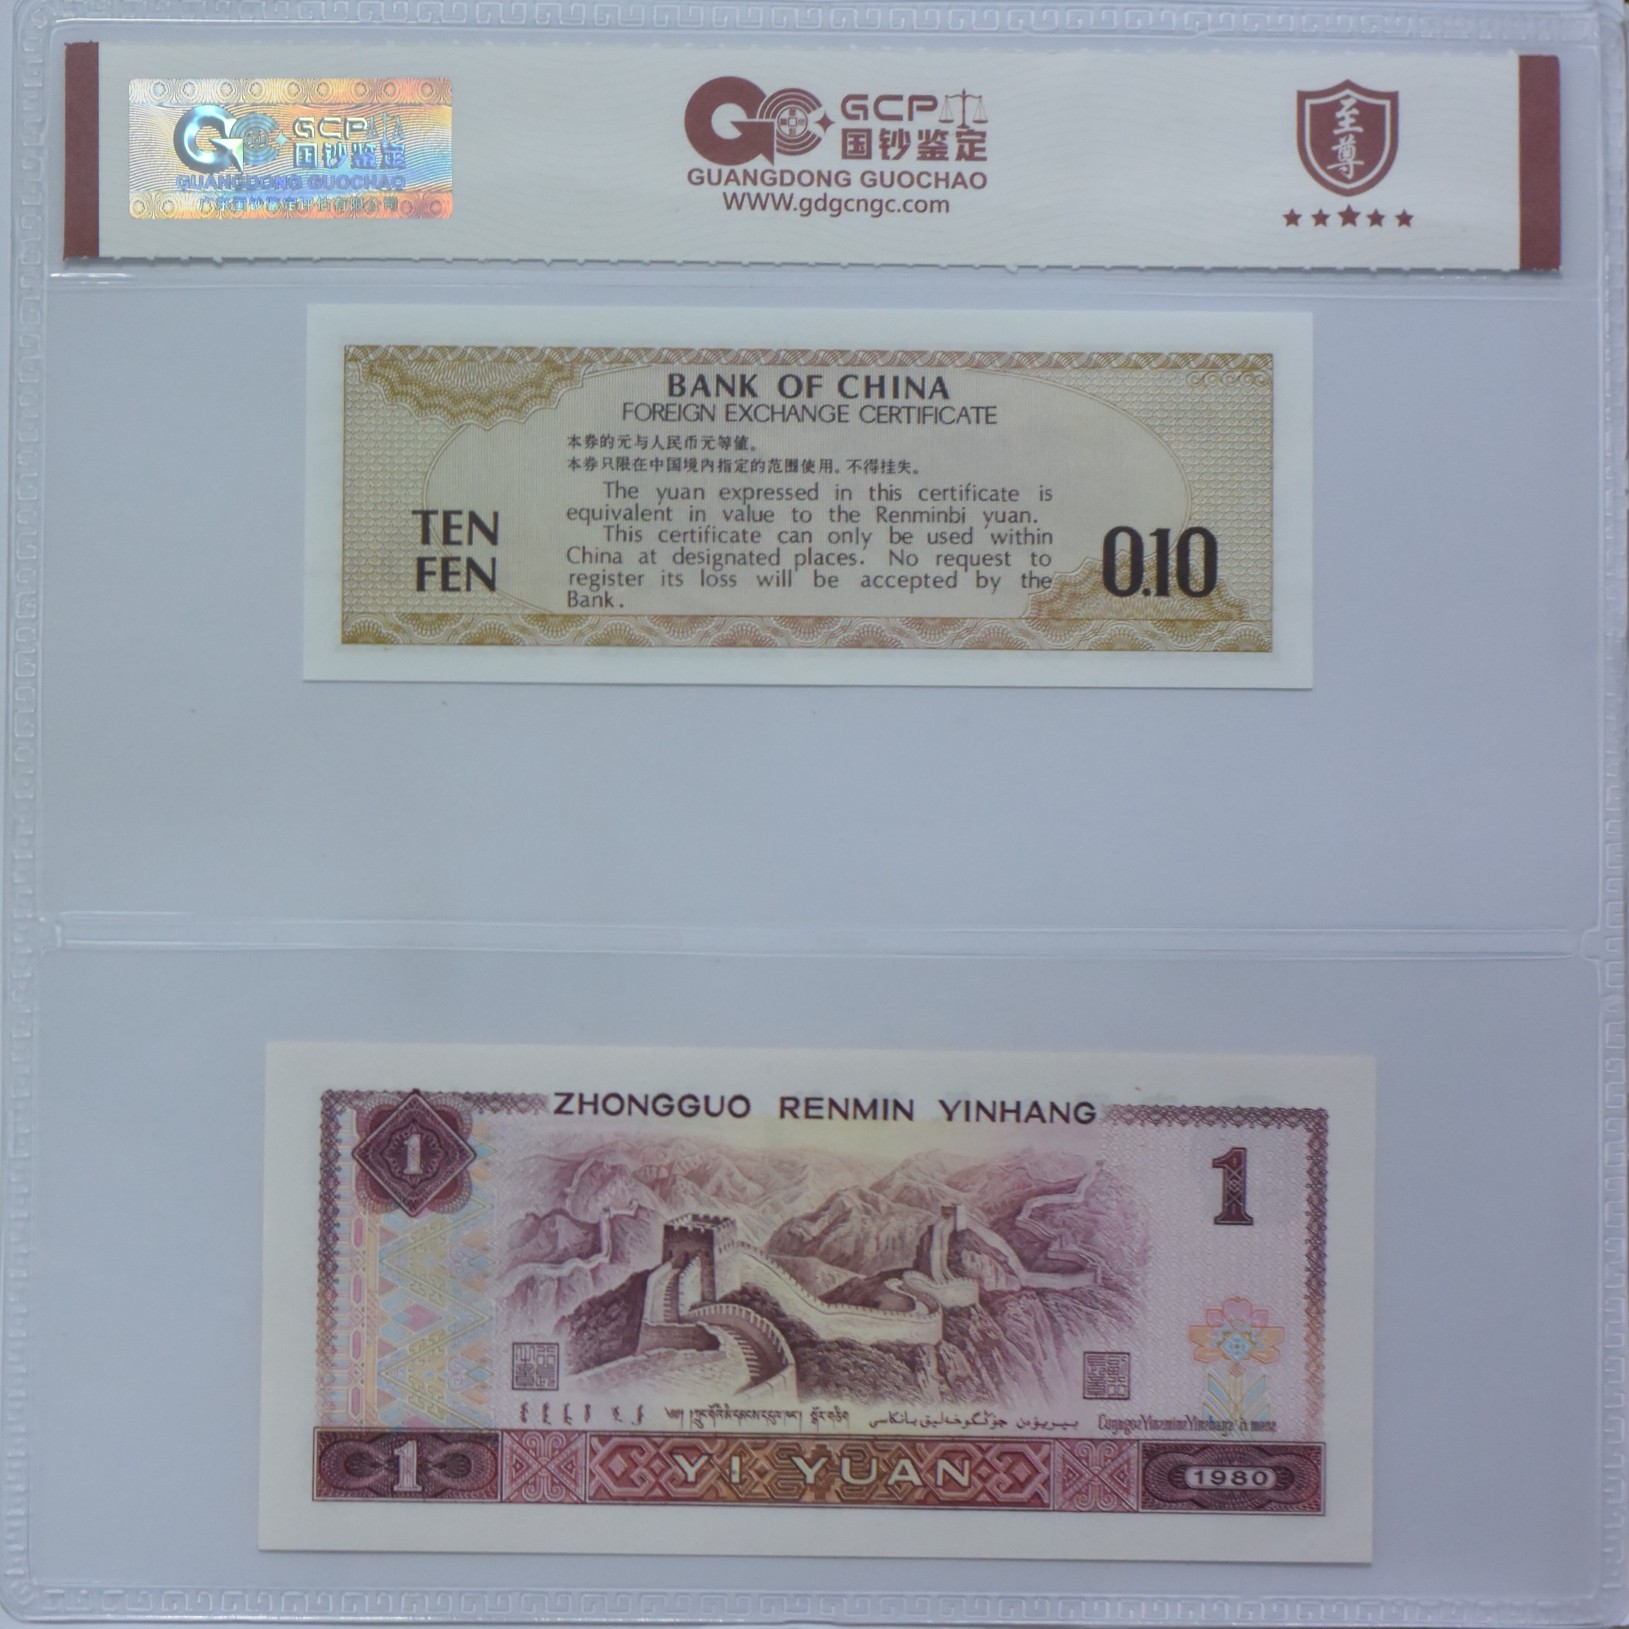 GCP
国钞鉴定
GUANGDONG GUOCHAO
GCP
国钞鉴定
GUANGDONG GUOCHAO
WWW.gdgcngc.com
至尊
BANK OF CHINA
FOREIGN EXCHANGE CERTIFICATE
本券的元与人民币元等值。
本券只限在中国境内指定的范围使用。不得挂失。
The yuan expressed in this certificate is
equivalent in value to the Renminbi yuan.
This certificate can only be used within
China at designated places. No request to
register its loss will be accepted by the
Bank.
TEN
FEN
0.10
ZHONGGUO RENMIN YINHANG
1
1
1
YI YUAN
1980